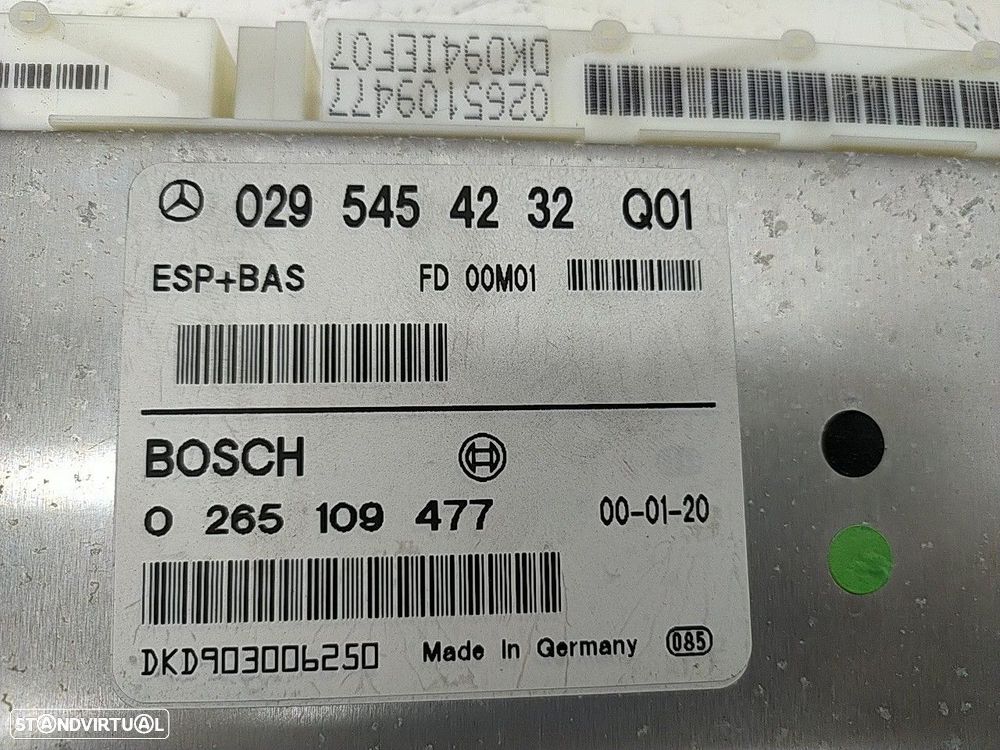 DKD94IEF07
0265109477
029 545 42 32 Q01
ESP+BAS FD 00M01
BOSCH
0 265 109 477 00-01-20
DKD903006250 Made In Germany 085
STANDVIRTUAL